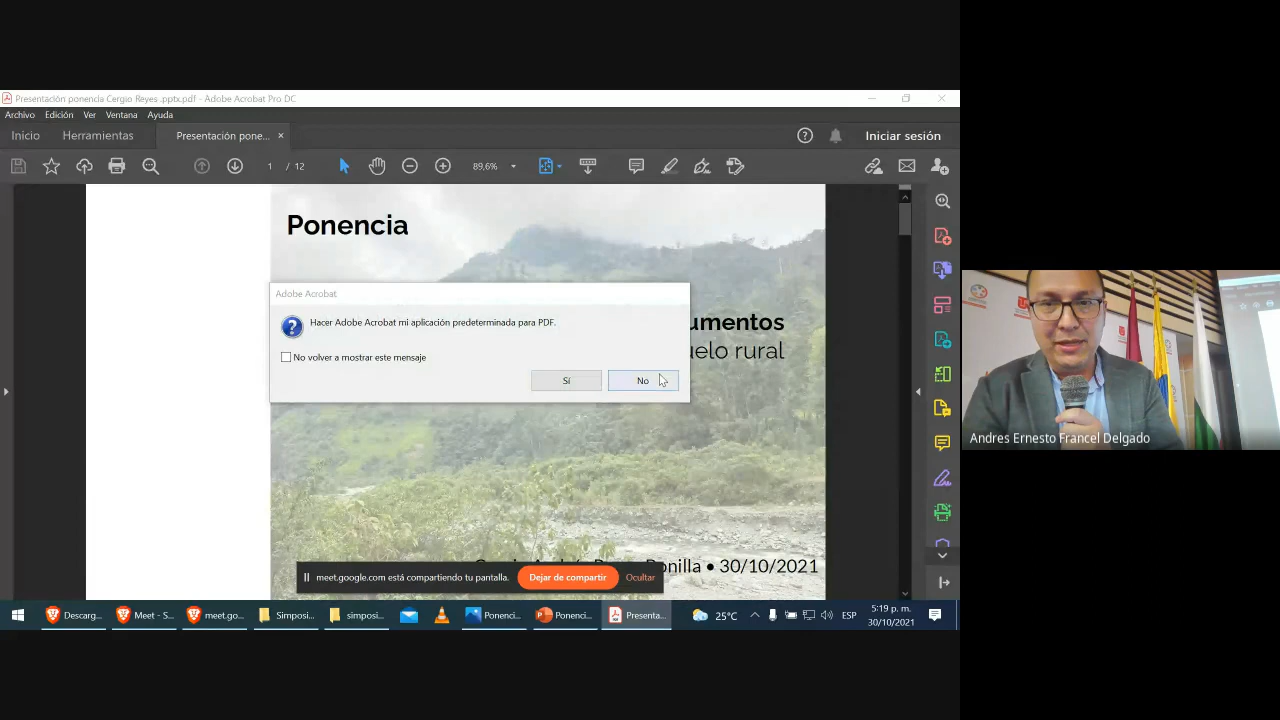 Presentación ponencia Cergio Reyes .pptx.pdf - Adobe Acrobat Pro DC
Archivo Edición Ver Ventana Ayuda
Inicio Herramientas Presentación pone... × Iniciar sesión
1 / 12 89,6%
Ponencia
Adobe Acrobat
Hacer Adobe Acrobat mi aplicación predeterminada para PDF.
umentos
No volver a mostrar este mensaje
uelo rural
Sí No
Andres Ernesto Francel Delgado
Bonilla • 30/10/2021
meet.google.com está compartiendo tu pantalla. Dejar de compartir Ocultar
Descarg... Meet - S... meet.go... Simposi... simposi... Ponenci... Ponenci... Presenta... 25°C ESP 5:19 p. m.
30/10/2021